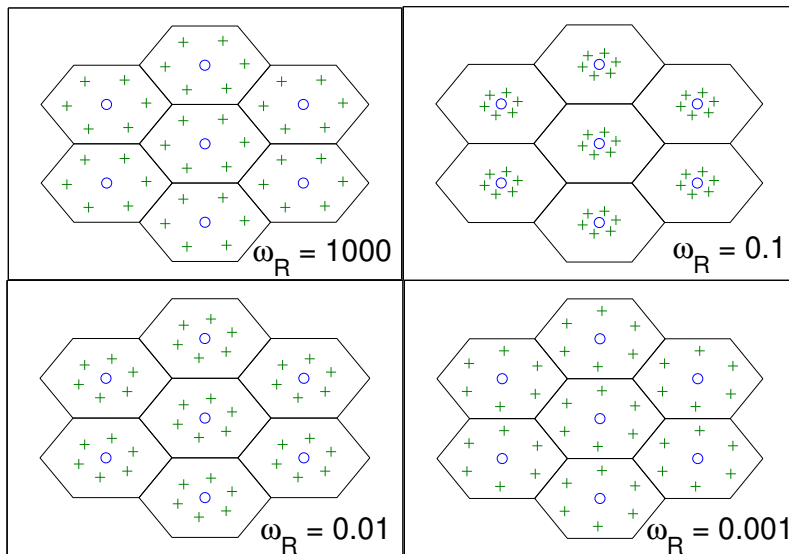 ω_R = 1000
ω_R = 0.1
ω_R = 0.01
ω_R = 0.001